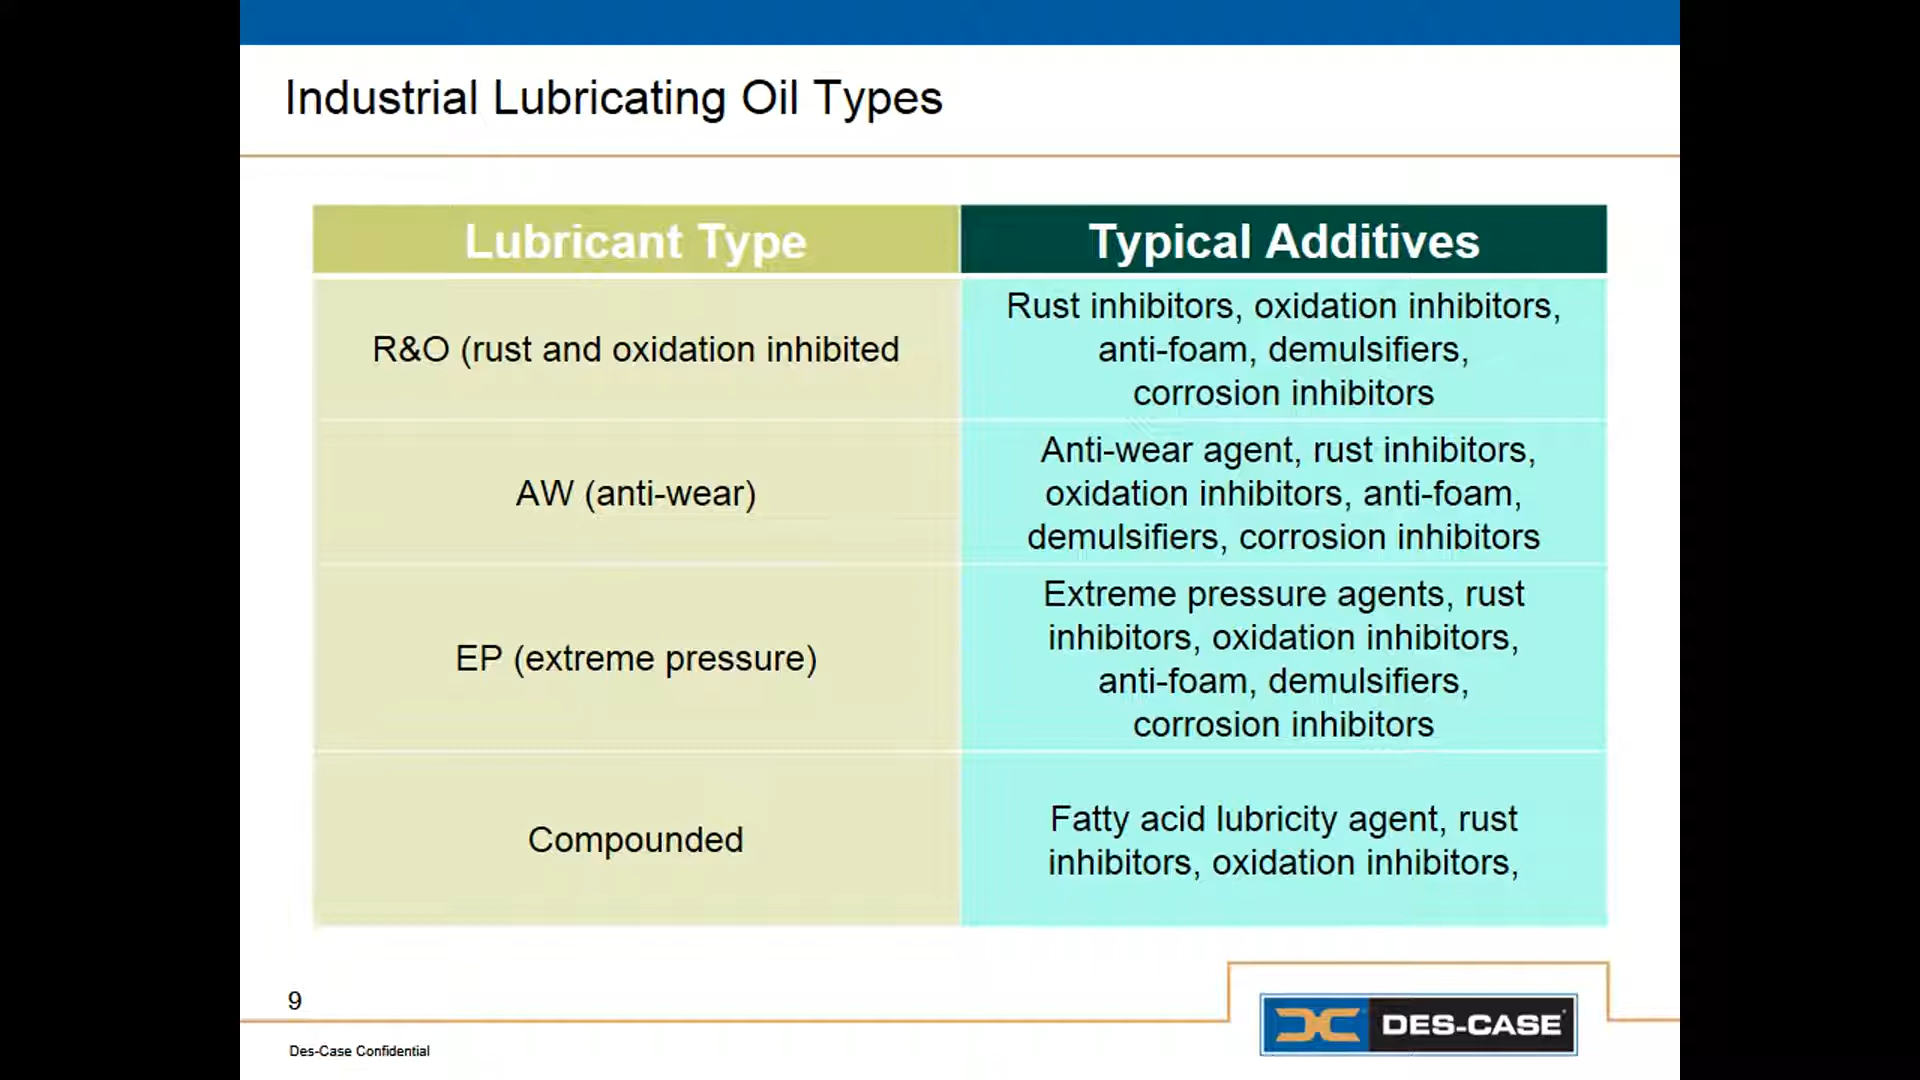 Industrial Lubricating Oil Types
Lubricant Type
Typical Additives
R&O (rust and oxidation inhibited
Rust inhibitors, oxidation inhibitors,
anti-foam, demulsifiers,
corrosion inhibitors
AW (anti-wear)
Anti-wear agent, rust inhibitors,
oxidation inhibitors, anti-foam,
demulsifiers, corrosion inhibitors
EP (extreme pressure)
Extreme pressure agents, rust
inhibitors, oxidation inhibitors,
anti-foam, demulsifiers,
corrosion inhibitors
Compounded
Fatty acid lubricity agent, rust
inhibitors, oxidation inhibitors,
9
Des-Case Confidential
DES-CASE